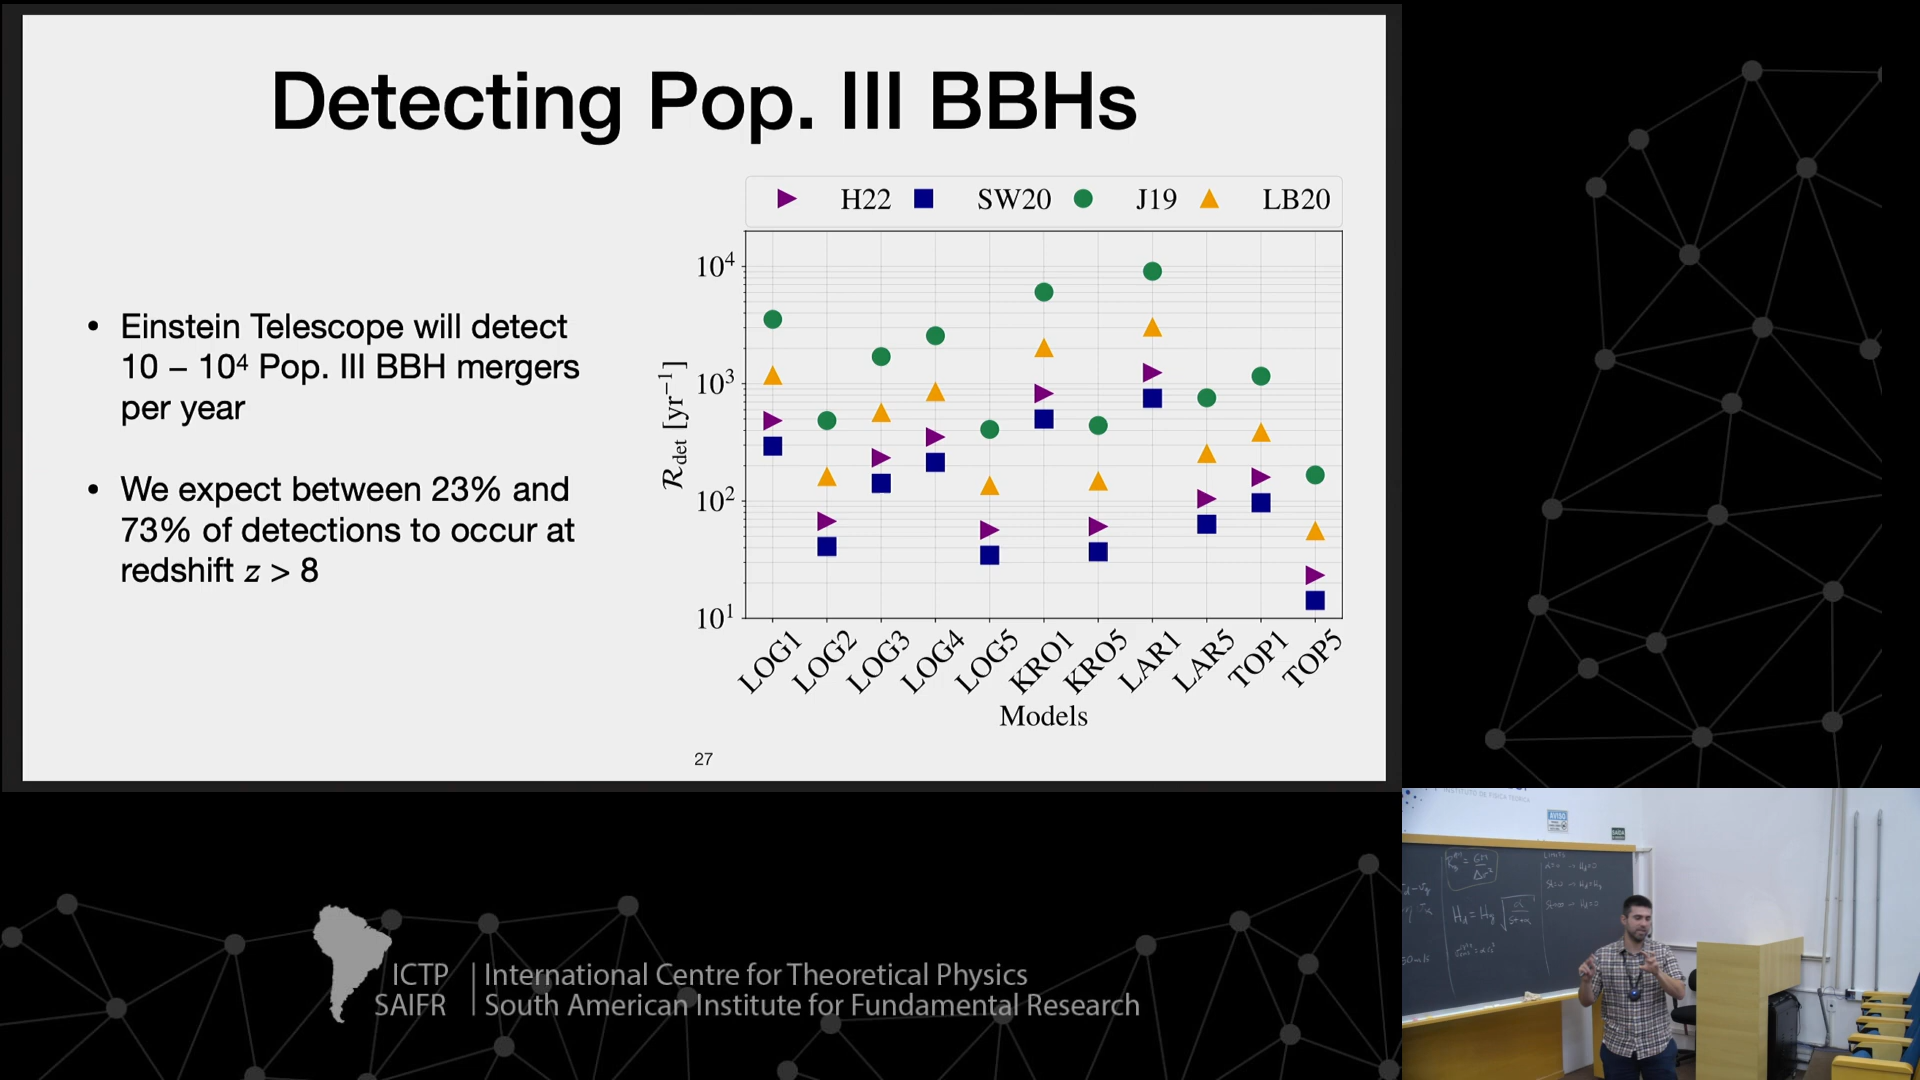 Detecting Pop. III BBHs
• Einstein Telescope will detect
10 – 10⁴ Pop. III BBH mergers
per year
• We expect between 23% and
73% of detections to occur at
redshift z > 8
H22 SW20 J19 LB20
10⁴
10³
10²
10¹
ℛdet [yr⁻¹]
LOG1 LOG2 LOG3 LOG4 LOG5 KRO1 KRO5 LAR1 LAR5 TOP1 TOP5
Models
27
ICTP | International Centre for Theoretical Physics
SAIFR | South American Institute for Fundamental Research
AVISO